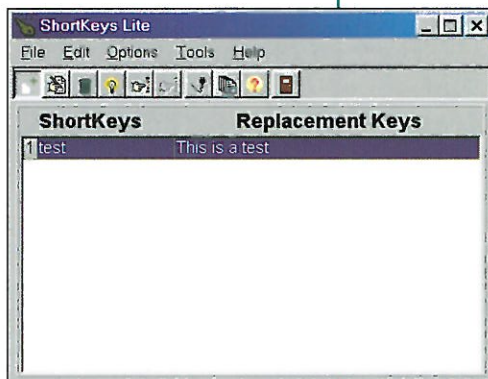 ShortKeys Lite
File Edit Options Tools Help
ShortKeys Replacement Keys
1 test This is a test